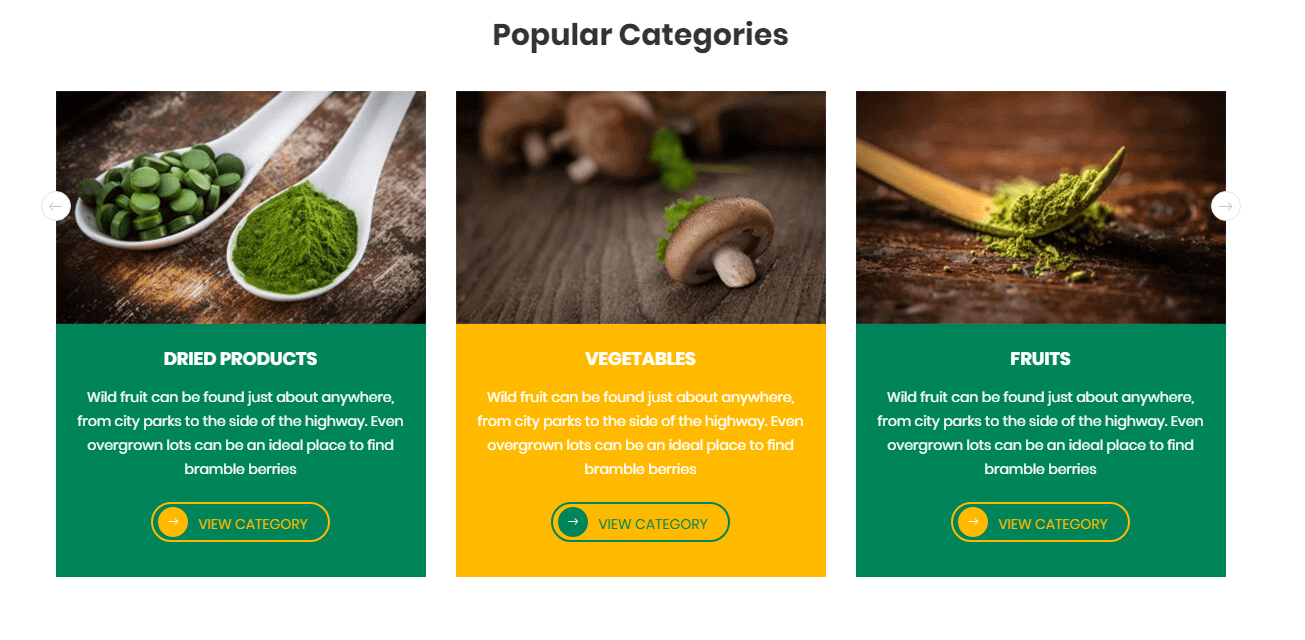 Popular Categories
DRIED PRODUCTS
Wild fruit can be found just about anywhere,
from city parks to the side of the highway. Even
overgrown lots can be an ideal place to find
bramble berries
VIEW CATEGORY
VEGETABLES
Wild fruit can be found just about anywhere,
from city parks to the side of the highway. Even
overgrown lots can be an ideal place to find
bramble berries
VIEW CATEGORY
FRUITS
Wild fruit can be found just about anywhere,
from city parks to the side of the highway. Even
overgrown lots can be an ideal place to find
bramble berries
VIEW CATEGORY